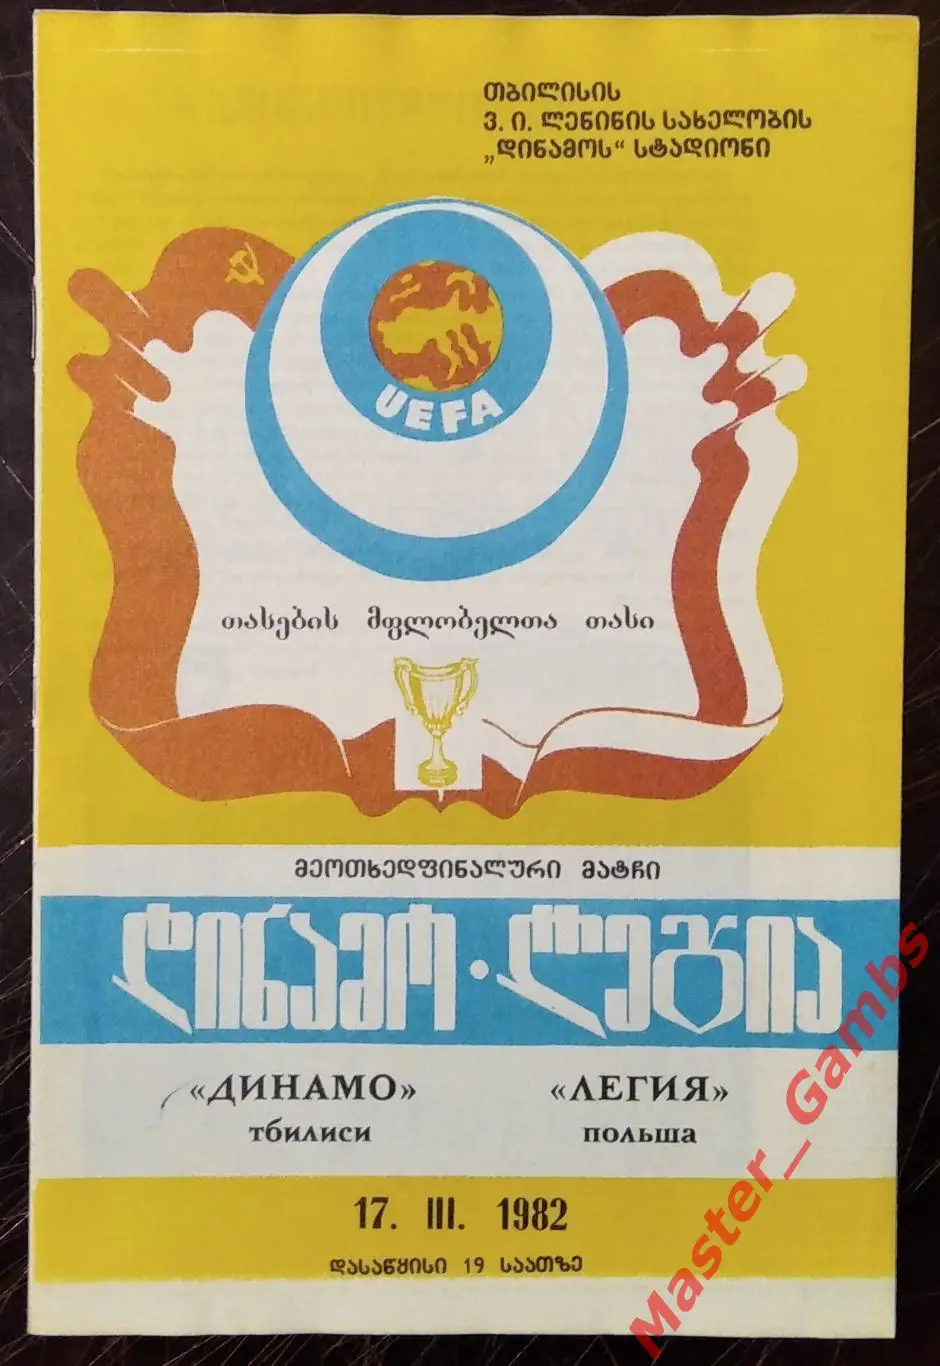 თბილისის
ვ. ი. ლენინის სახელობის
„დინამოს“ სტადიონი
UEFA
თასების მფლობელთა თასი
მეოთხედფინალური მატჩი
დინამო · ლეგია
«ДИНАМО» «ЛЕГИЯ»
тбилиси польша
17. III. 1982
დასაწყისი 19 საათზე
Master_Gambs